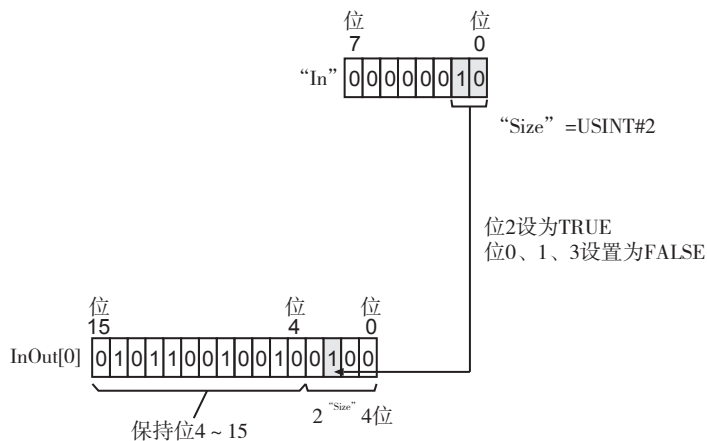 位 位
7 0
“In” 0 0 0 0 0 0 1 0
“Size” =USINT#2
位2设为TRUE
位0、1、3设置为FALSE
位 位 位
15 4 0
InOut[0] 0 1 0 1 1 0 0 1 0 0 1 0 0 1 0 0
2 “Size” 4位
保持位4 ~ 15